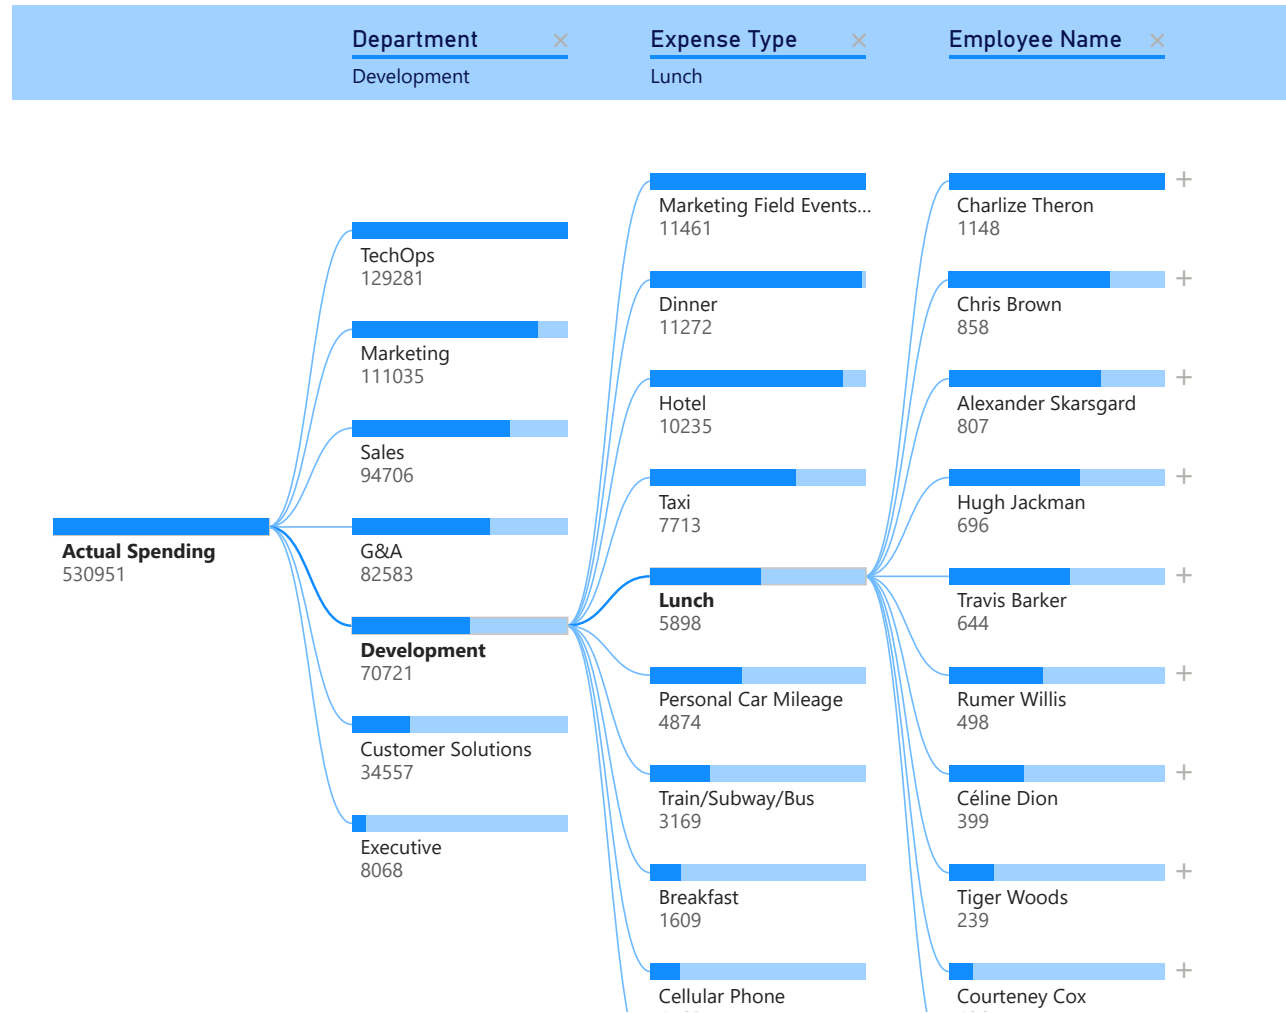 Department
Expense Type
Employee Name
Development
Lunch
Actual Spending
530951
TechOps
129281
Marketing
111035
Sales
94706
G&A
82583
Development
70721
Customer Solutions
34557
Executive
8068
Marketing Field Events...
11461
Dinner
11272
Hotel
10235
Taxi
7713
Lunch
5898
Personal Car Mileage
4874
Train/Subway/Bus
3169
Breakfast
1609
Cellular Phone
Charlize Theron
1148
Chris Brown
858
Alexander Skarsgard
807
Hugh Jackman
696
Travis Barker
644
Rumer Willis
498
Céline Dion
399
Tiger Woods
239
Courteney Cox